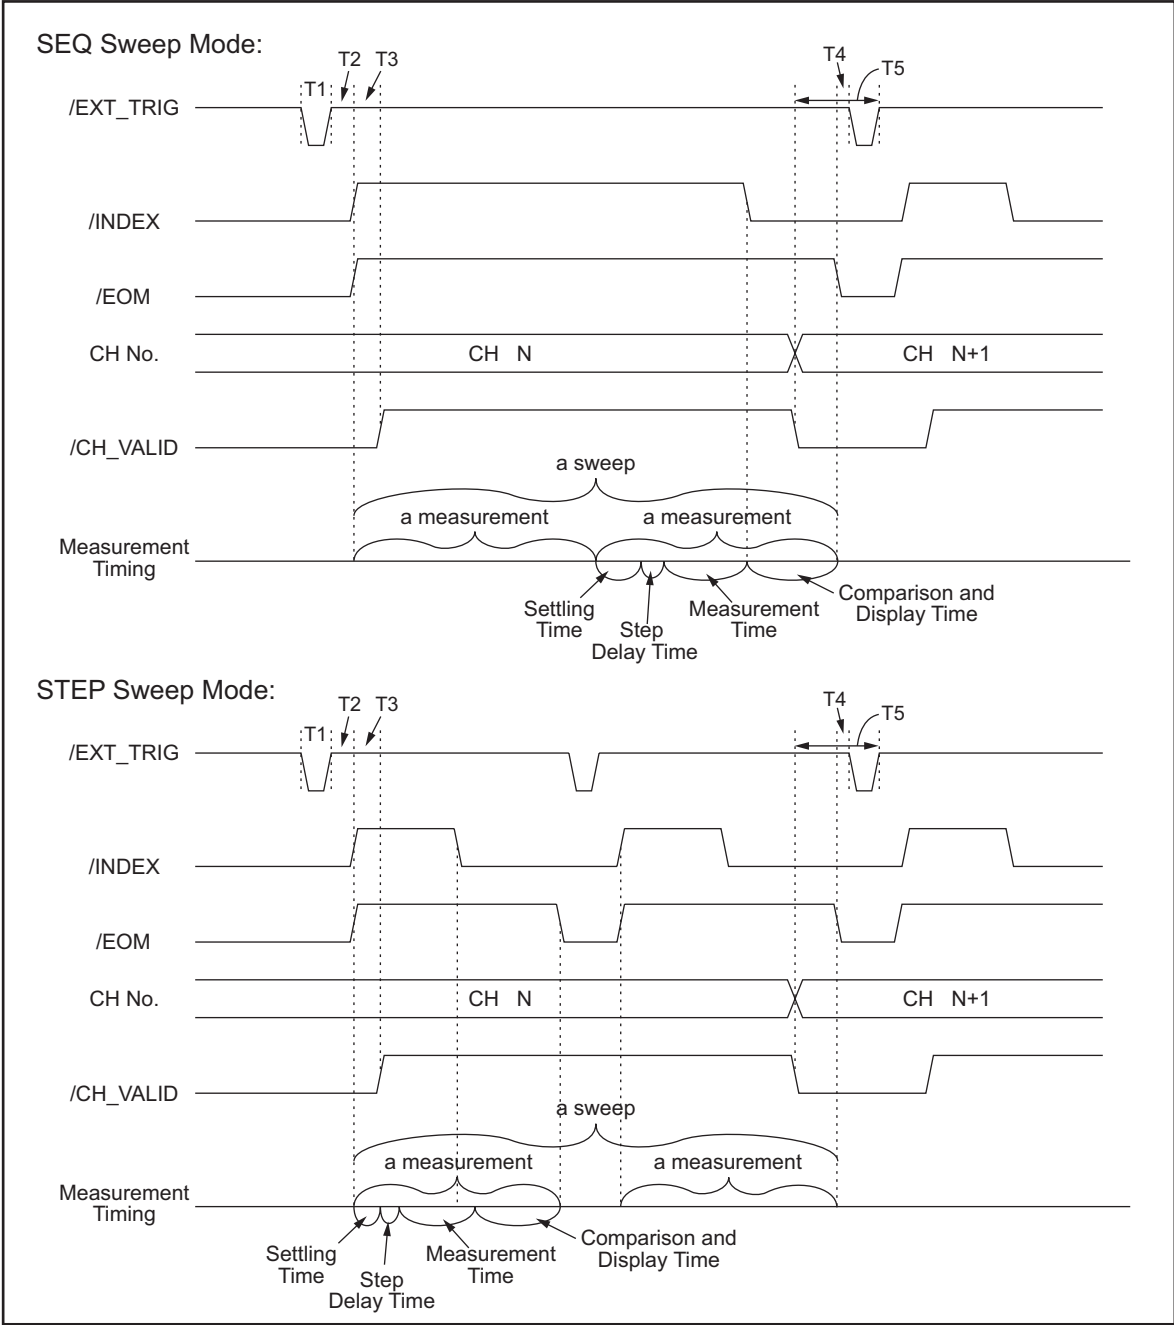 SEQ Sweep Mode:
T1
T2
T3
T4
T5
/EXT_TRIG
/INDEX
/EOM
CH No.
CH N
CH N+1
/CH_VALID
a sweep
a measurement
a measurement
Measurement
Timing
Settling
Time
Step
Delay Time
Measurement
Time
Comparison and
Display Time
STEP Sweep Mode:
T1
T2
T3
T4
T5
/EXT_TRIG
/INDEX
/EOM
CH No.
CH N
CH N+1
/CH_VALID
a sweep
a measurement
a measurement
Measurement
Timing
Settling
Time
Step
Delay Time
Measurement
Time
Comparison and
Display Time